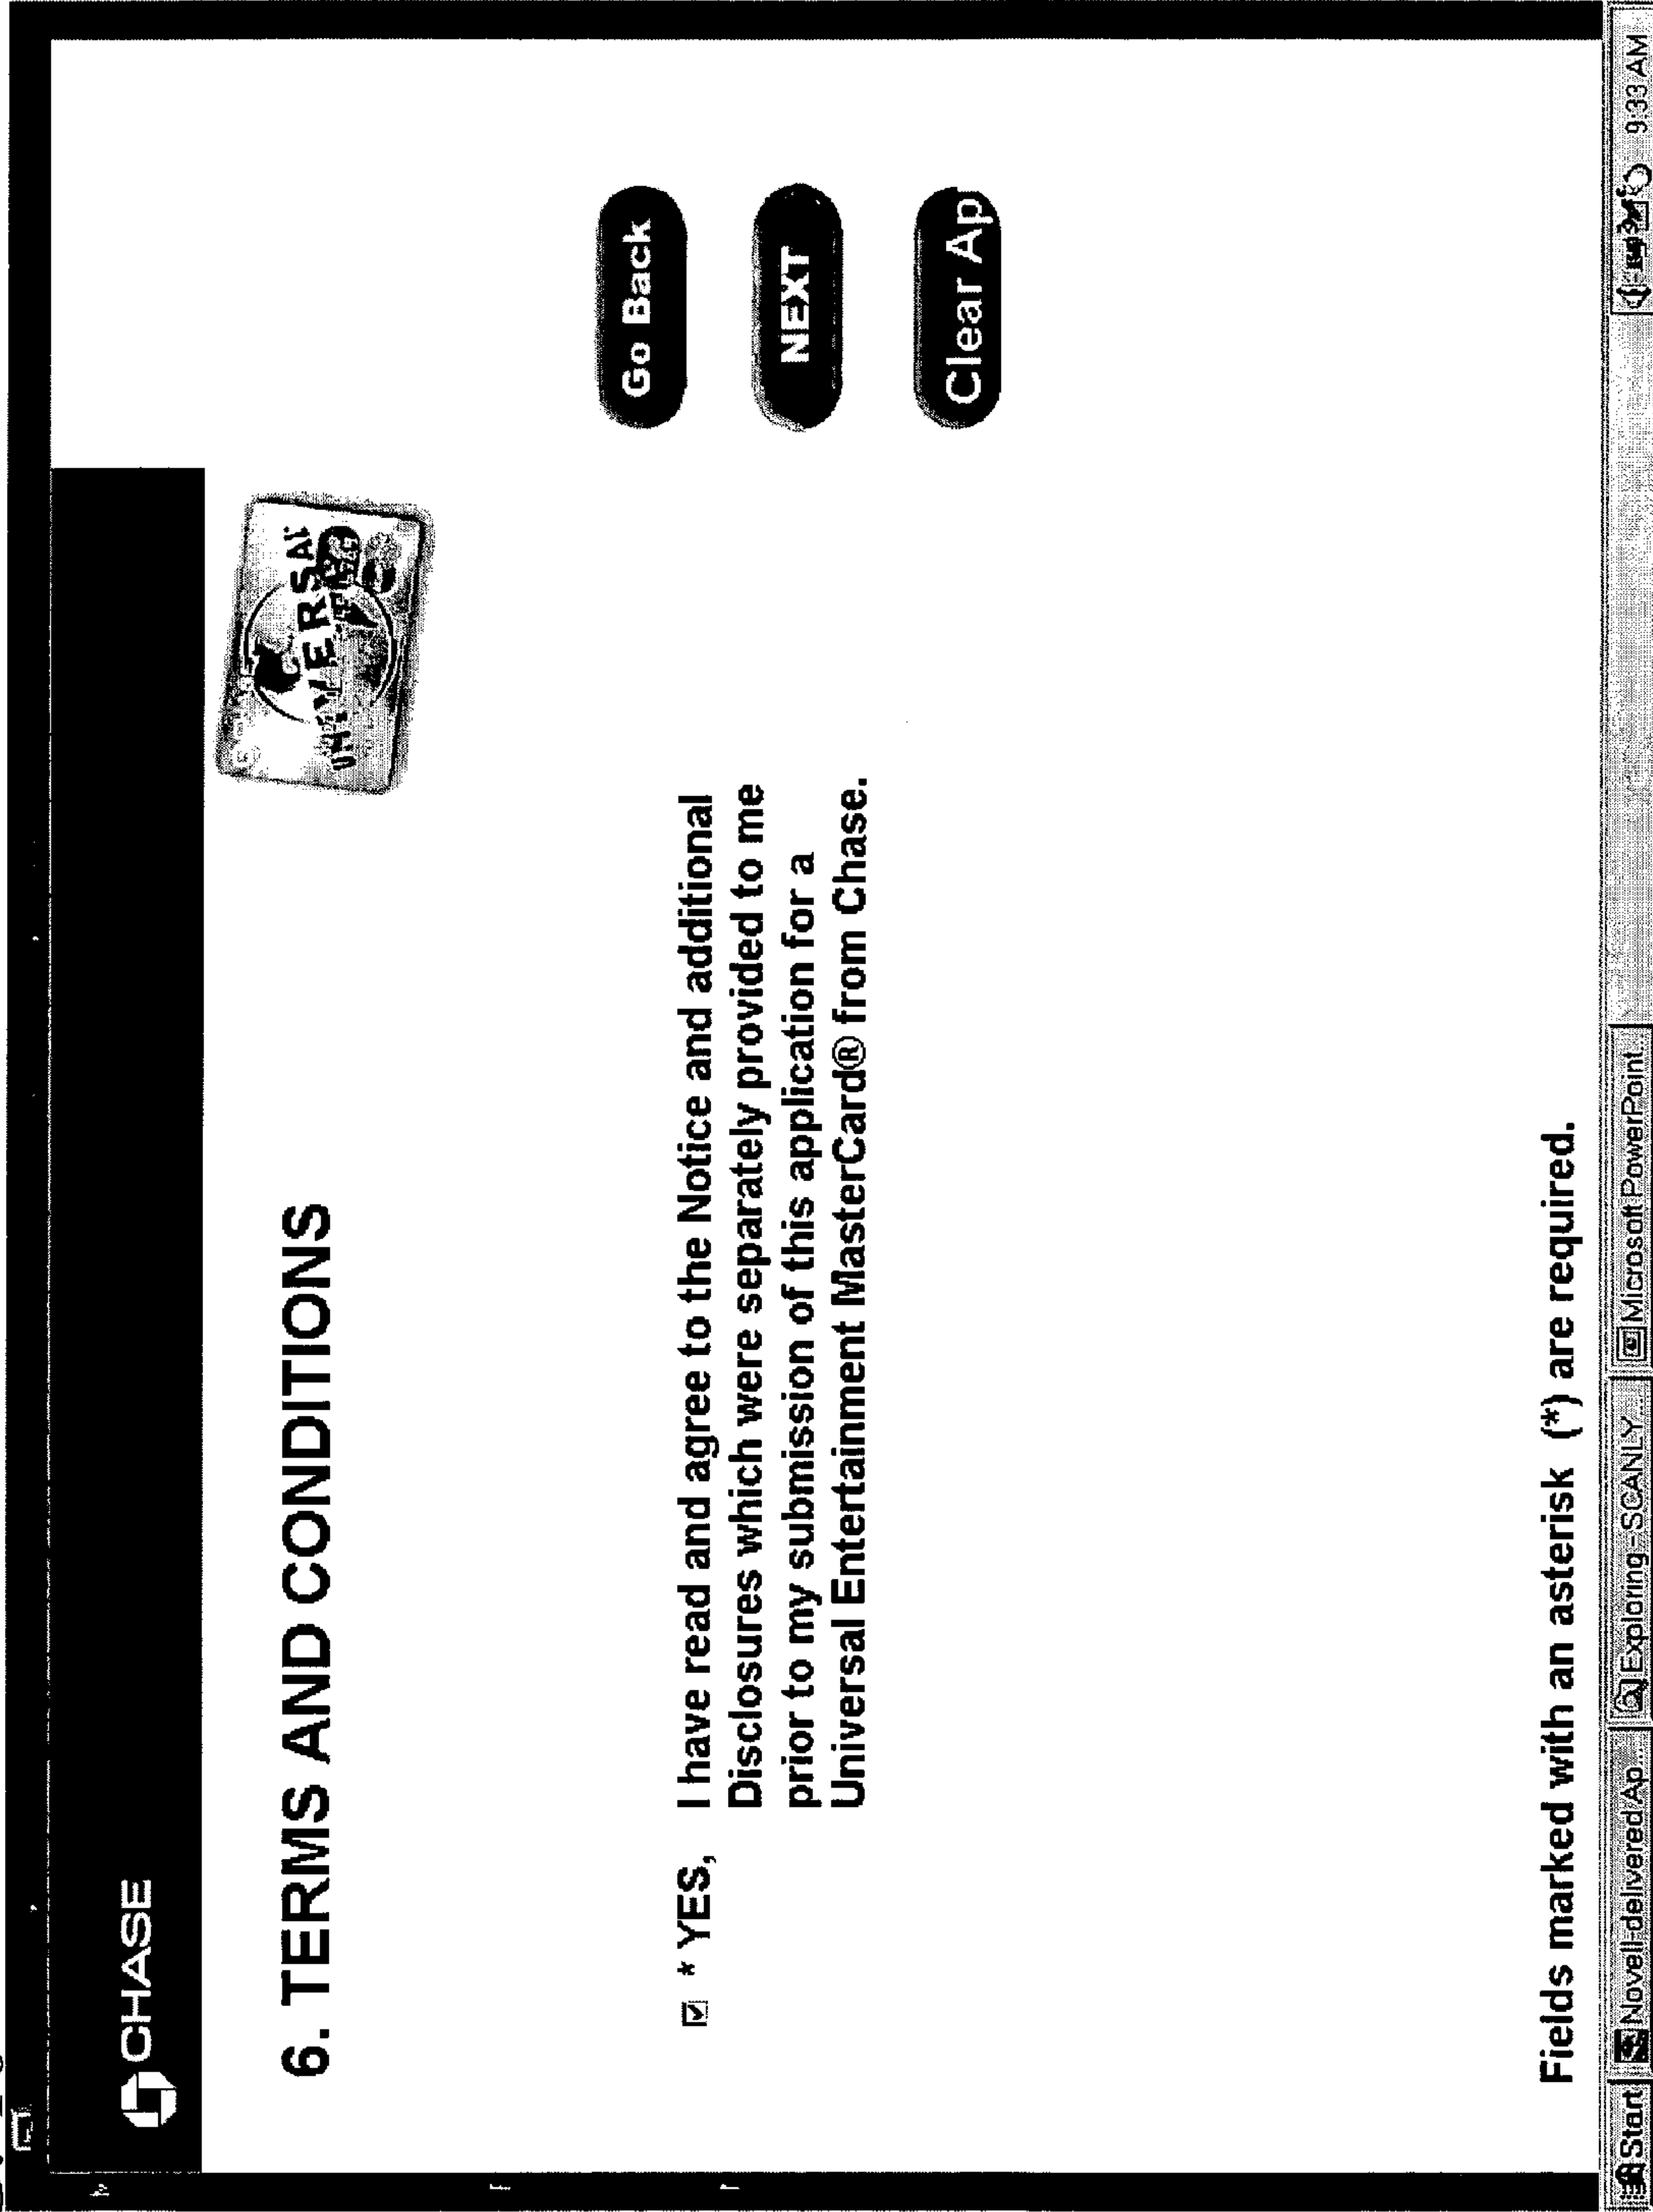 CHASE
6. TERMS AND CONDITIONS
UNIVERSAL
* YES, I have read and agree to the Notice and additional
Disclosures which were separately provided to me
prior to my submission of this application for a
Universal Entertainment MasterCard® from Chase.
Go Back
NEXT
Clear Ap
Fields marked with an asterisk (*) are required.
Start
Novell-delivered Ap...
Exploring - SCANLY...
Microsoft PowerPoint...
9:33 AM